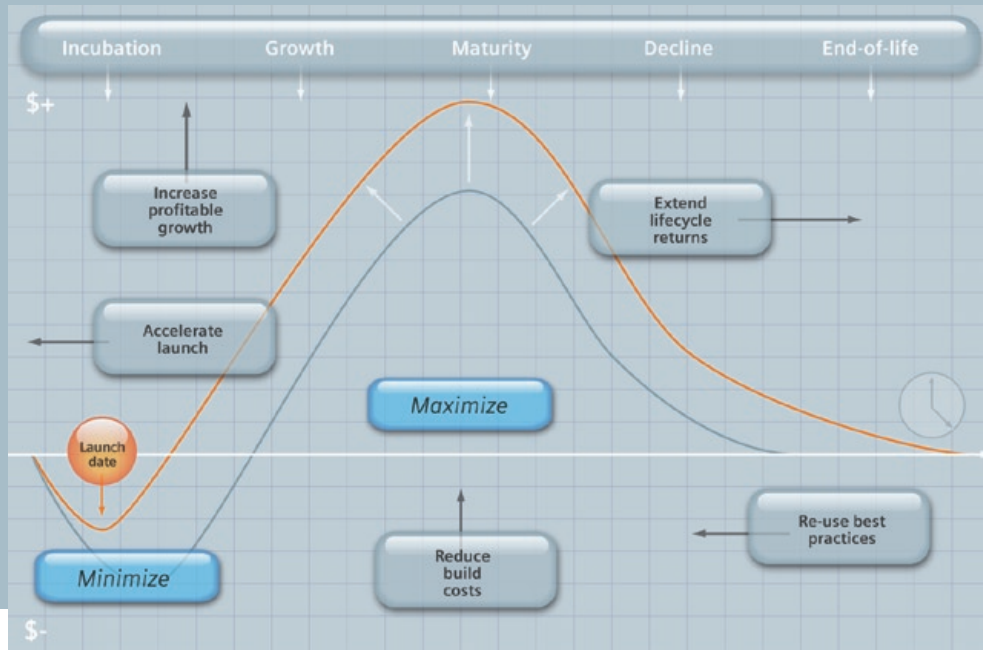 Incubation Growth Maturity Decline End-of-life
$+
Increase
profitable
growth
Extend
lifecycle
returns
Accelerate
launch
Maximize
Launch
date
Minimize
Reduce
build
costs
Re-use best
practices
$-